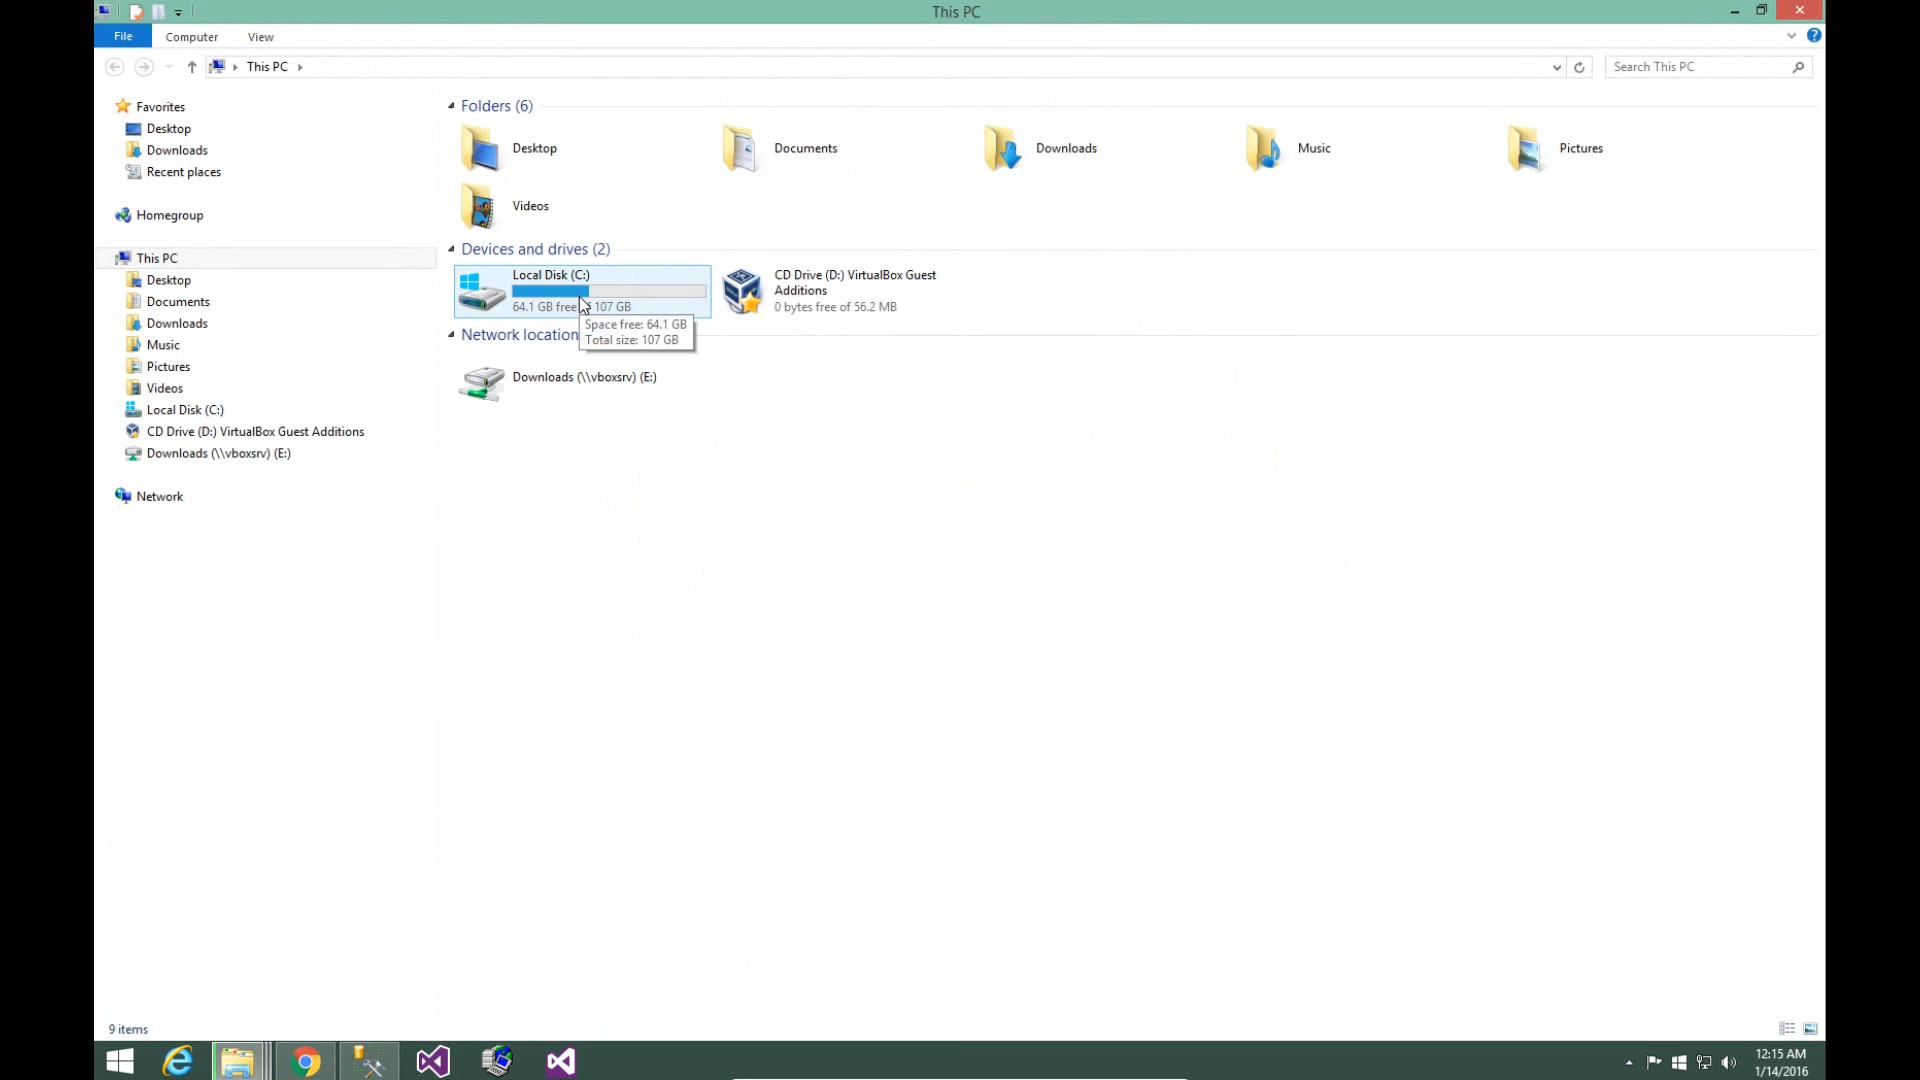 This PC
File Computer View
This PC
Search This PC
Favorites
Desktop
Downloads
Recent places
Homegroup
This PC
Desktop
Documents
Downloads
Music
Pictures
Videos
Local Disk (C:)
CD Drive (D:) VirtualBox Guest Additions
Downloads (\\vboxsrv) (E:)
Network
Folders (6)
Desktop Documents Downloads Music Pictures
Videos
Devices and drives (2)
Local Disk (C:)
64.1 GB free 107 GB
CD Drive (D:) VirtualBox Guest
Additions
0 bytes free of 56.2 MB
Space free: 64.1 GB
Total size: 107 GB
Network location
Downloads (\\vboxsrv) (E:)
9 items
12:15 AM
1/14/2016